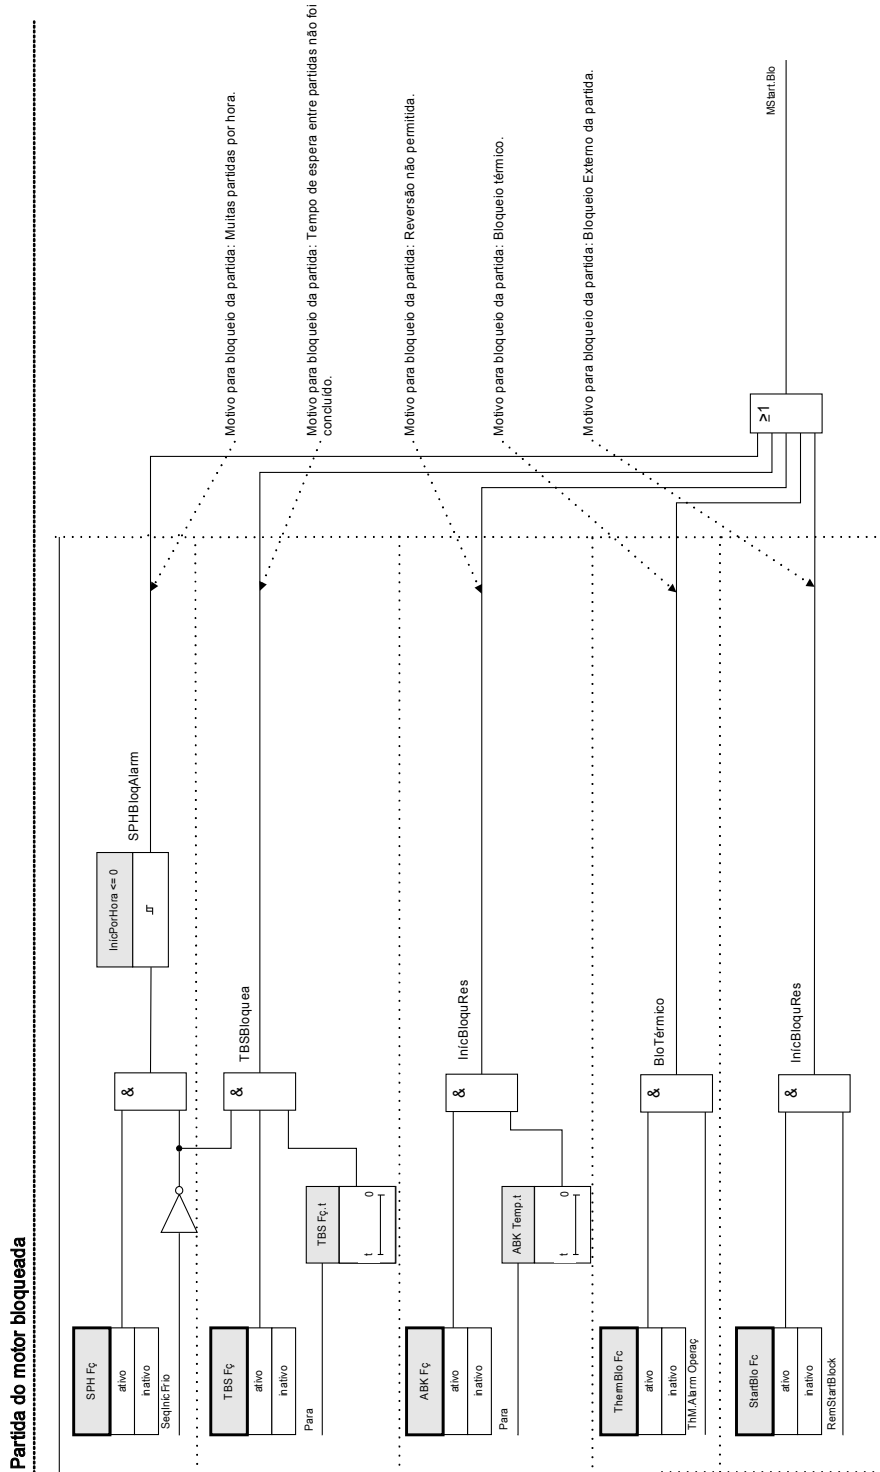 Partida do motor bloqueada
SPH Fç
ativo
inativo
SeqInícFrio
&
InícPorHora <= 0
SPHBloqAlarm
Motivo para bloqueio da partida: Muitas partidas por hora.
TBS Fç
ativo
inativo
Para
TBS Fç.t
t
0
&
TBSBloquea
Motivo para bloqueio da partida: Tempo de espera entre partidas não foi
concluído.
ABK Fç
ativo
inativo
Para
ABK Temp.t
t
0
&
InícBloquRes
Motivo para bloqueio da partida: Reversão não permitida.
ThemBlo Fc
ativo
inativo
ThM.Alarm Operaç
&
BloTérmico
Motivo para bloqueio da partida: Bloqueio térmico.
StartBlo Fc
ativo
inativo
RemStartBlock
&
InícBloquRes
Motivo para bloqueio da partida: Bloqueio Externo da partida.
≥1
MStart.Blo